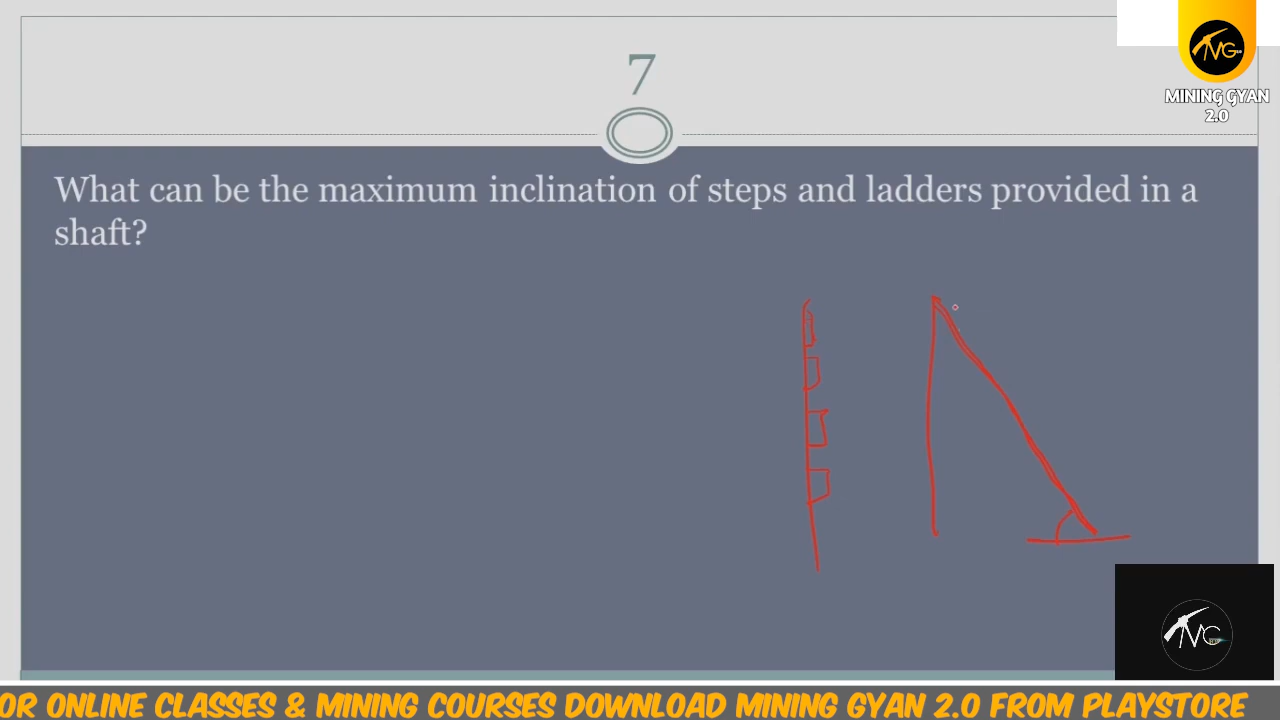 7
MINING GYAN
2.0
What can be the maximum inclination of steps and ladders provided in a
shaft?
OR ONLINE CLASSES & MINING COURSES DOWNLOAD MINING GYAN 2.0 FROM PLAYSTORE